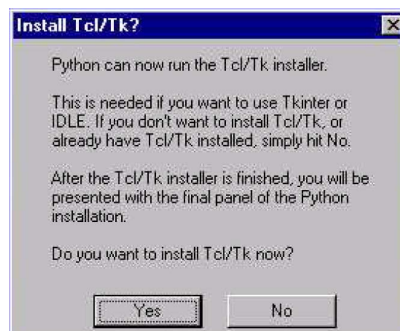 Install Tcl/Tk?
Python can now run the Tcl/Tk installer.
This is needed if you want to use Tkinter or
IDLE. If you don't want to install Tcl/Tk, or
already have Tcl/Tk installed, simply hit No.
After the Tcl/Tk installer is finished, you will be
presented with the final panel of the Python
installation.
Do you want to install Tcl/Tk now?
Yes
No